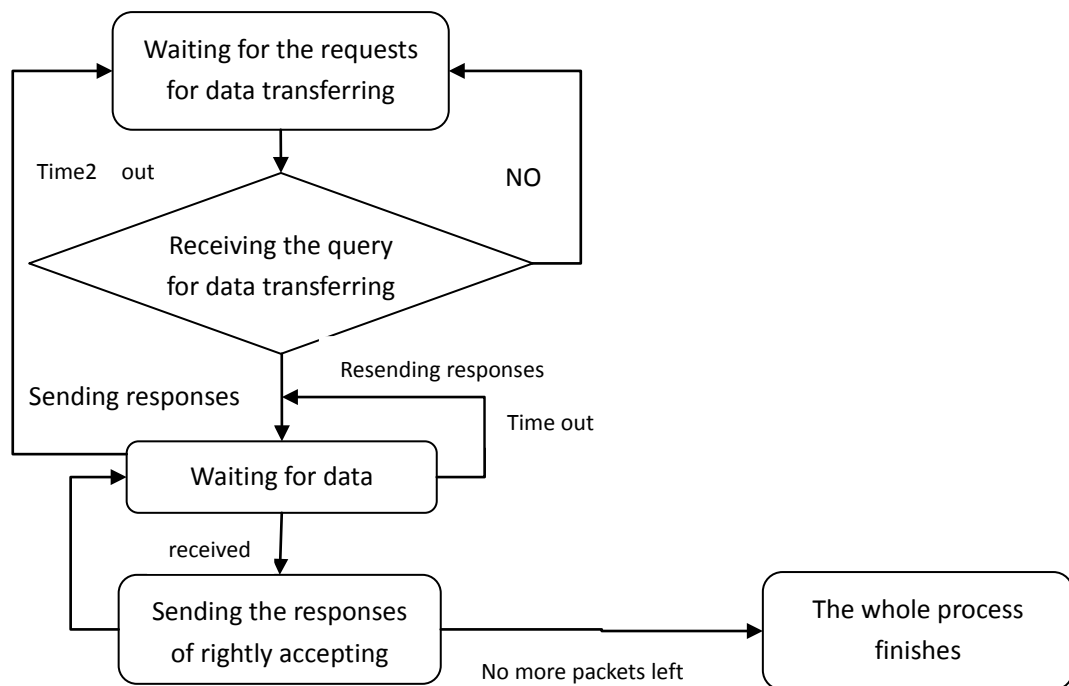 Waiting for the requests
for data transferring
Time2 out
NO
Receiving the query
for data transferring
Resending responses
Sending responses
Time out
Waiting for data
received
Sending the responses
of rightly accepting
The whole process
finishes
No more packets left